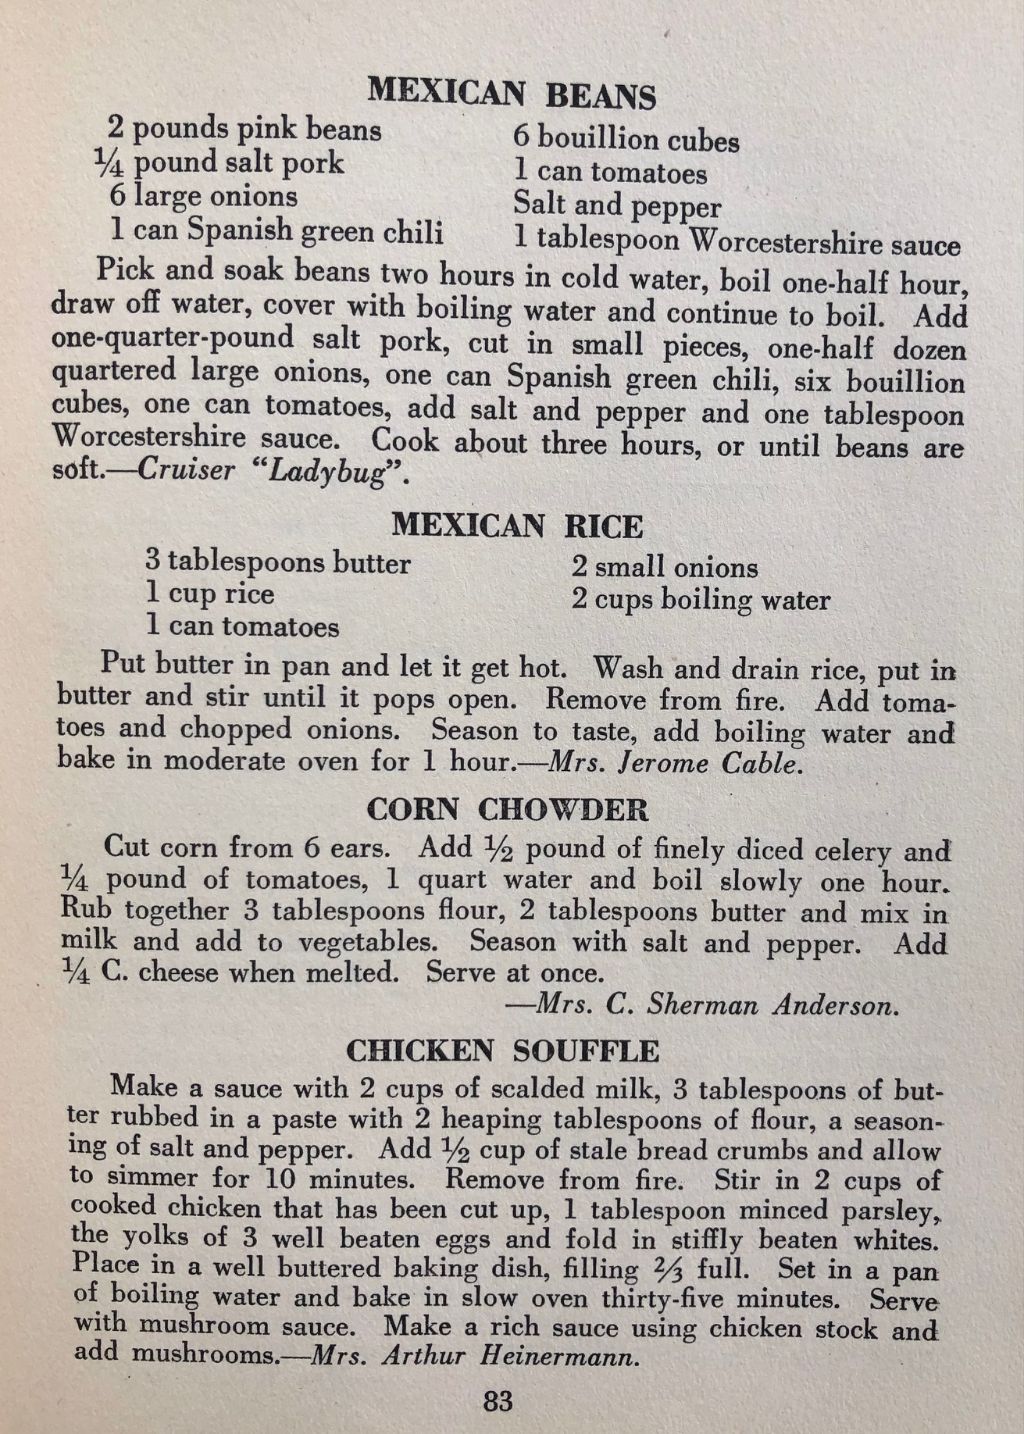 MEXICAN BEANS
2 pounds pink beans
¼ pound salt pork
6 large onions
1 can Spanish green chili
6 bouillion cubes
1 can tomatoes
Salt and pepper
1 tablespoon Worcestershire sauce
Pick and soak beans two hours in cold water, boil one-half hour,
draw off water, cover with boiling water and continue to boil. Add
one-quarter-pound salt pork, cut in small pieces, one-half dozen
quartered large onions, one can Spanish green chili, six bouillion
cubes, one can tomatoes, add salt and pepper and one tablespoon
Worcestershire sauce. Cook about three hours, or until beans are
soft.—Cruiser “Ladybug”.
MEXICAN RICE
3 tablespoons butter
1 cup rice
1 can tomatoes
2 small onions
2 cups boiling water
Put butter in pan and let it get hot. Wash and drain rice, put in
butter and stir until it pops open. Remove from fire. Add toma-
toes and chopped onions. Season to taste, add boiling water and
bake in moderate oven for 1 hour.—Mrs. Jerome Cable.
CORN CHOWDER
Cut corn from 6 ears. Add ½ pound of finely diced celery and
¼ pound of tomatoes, 1 quart water and boil slowly one hour.
Rub together 3 tablespoons flour, 2 tablespoons butter and mix in
milk and add to vegetables. Season with salt and pepper. Add
¼ C. cheese when melted. Serve at once.
—Mrs. C. Sherman Anderson.
CHICKEN SOUFFLE
Make a sauce with 2 cups of scalded milk, 3 tablespoons of but-
ter rubbed in a paste with 2 heaping tablespoons of flour, a season-
ing of salt and pepper. Add ½ cup of stale bread crumbs and allow
to simmer for 10 minutes. Remove from fire. Stir in 2 cups of
cooked chicken that has been cut up, 1 tablespoon minced parsley,
the yolks of 3 well beaten eggs and fold in stiffly beaten whites.
Place in a well buttered baking dish, filling ⅔ full. Set in a pan
of boiling water and bake in slow oven thirty-five minutes. Serve
with mushroom sauce. Make a rich sauce using chicken stock and
add mushrooms.—Mrs. Arthur Heinermann.
83